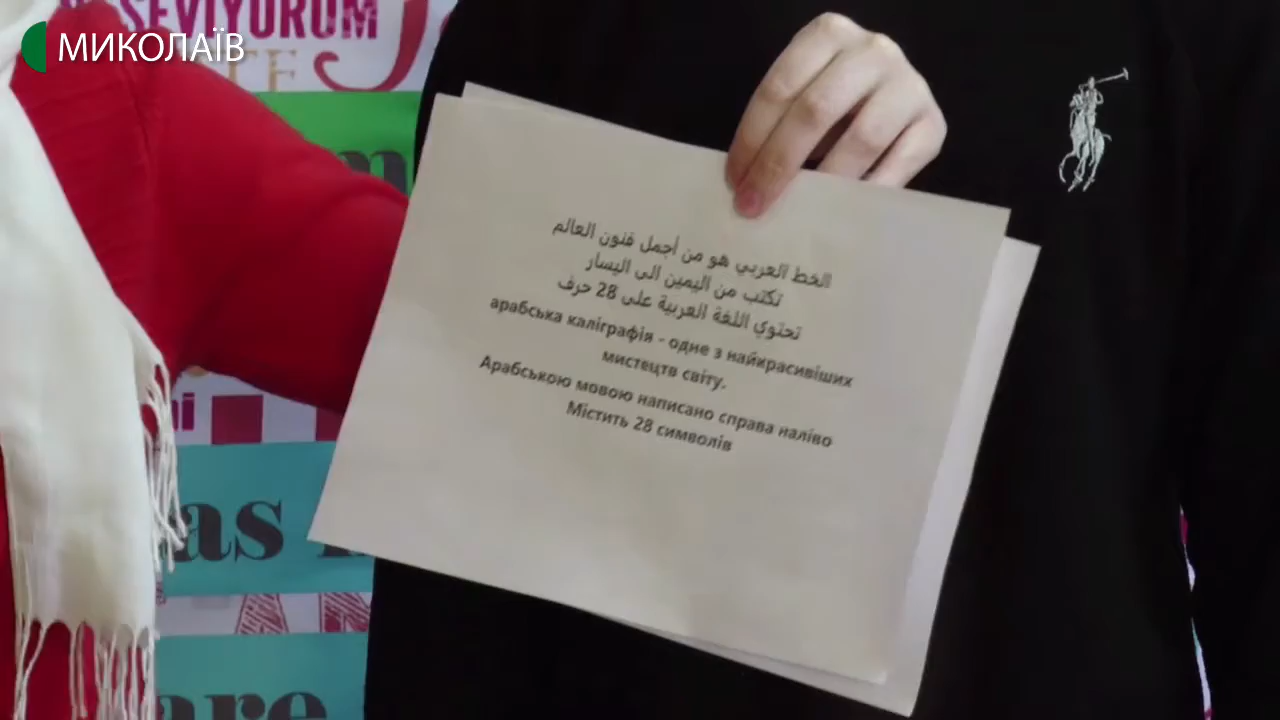 SEVIYORUM
МИКОЛАЇВ
الخط العربي هو من أجمل فنون العالم
تكتب من اليمين الى اليسار
تحتوي اللغة العربية على 28 حرف
арабська каліграфія - одне з найкрасивіших
мистецтв світу.
Арабською мовою написано справа наліво
Містить 28 символів
as
are